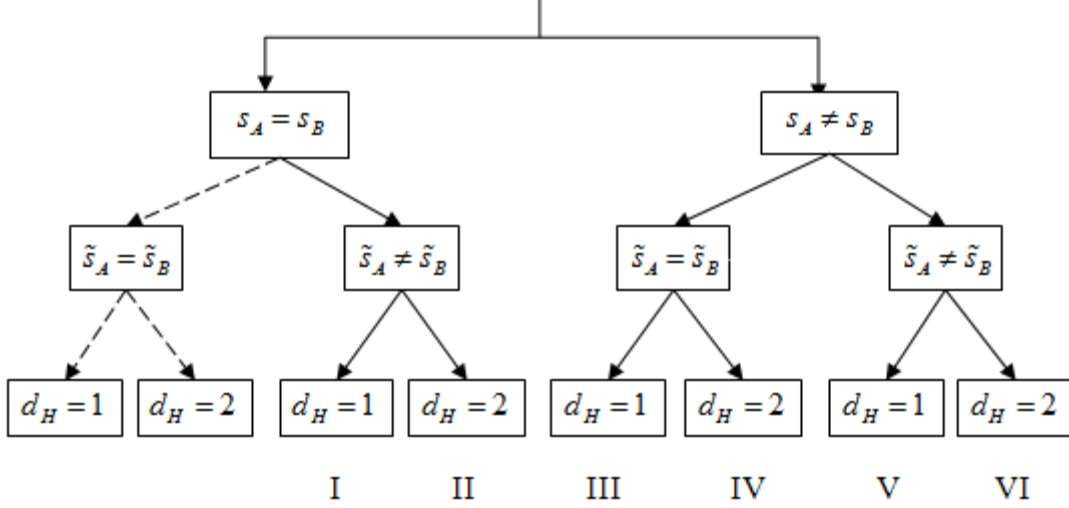 s_A = s_B s_A ≠ s_B
s̃_A = s̃_B s̃_A ≠ s̃_B s̃_A = s̃_B s̃_A ≠ s̃_B
d_H = 1 d_H = 2 d_H = 1 d_H = 2 d_H = 1 d_H = 2 d_H = 1 d_H = 2
I II III IV V VI